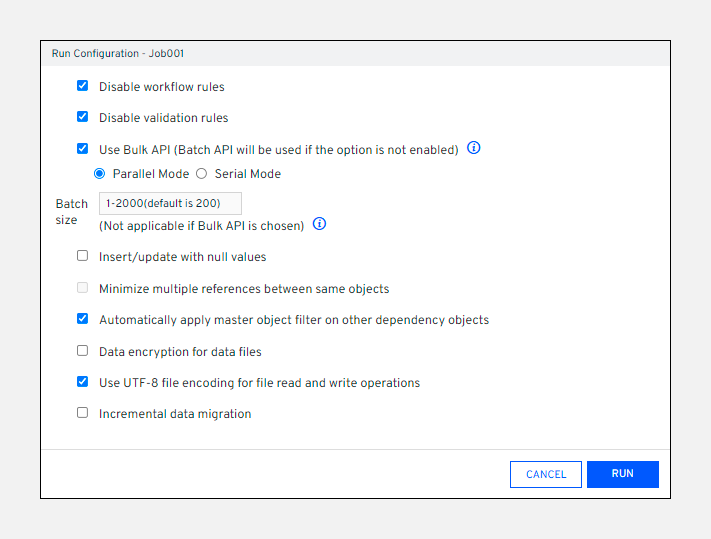 Run Configuration - Job001
Disable workflow rules
Disable validation rules
Use Bulk API (Batch API will be used if the option is not enabled)
Parallel Mode Serial Mode
Batch size
1-2000(default is 200)
(Not applicable if Bulk API is chosen)
Insert/update with null values
Minimize multiple references between same objects
Automatically apply master object filter on other dependency objects
Data encryption for data files
Use UTF-8 file encoding for file read and write operations
Incremental data migration
CANCEL RUN